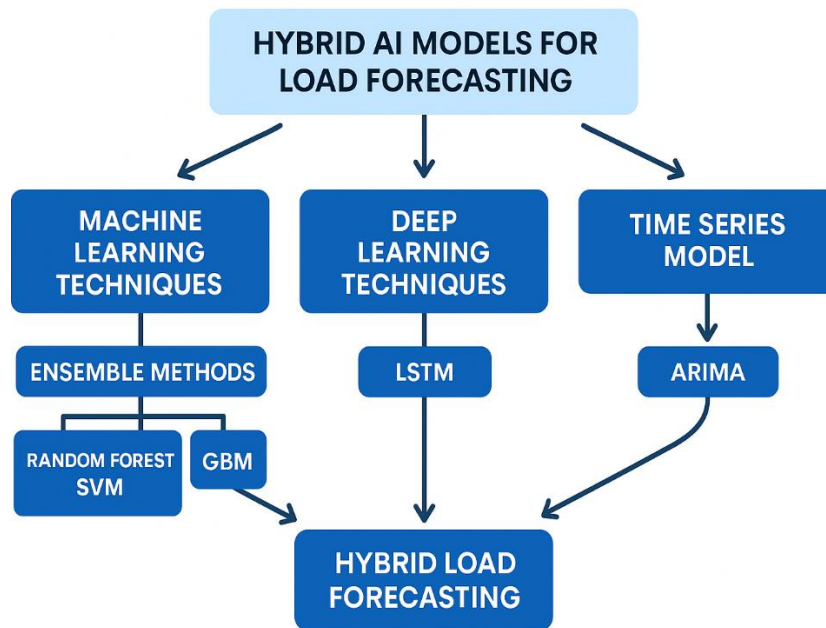 HYBRID AI MODELS FOR
LOAD FORECASTING
MACHINE
LEARNING
TECHNIQUES
DEEP
LEARNING
TECHNIQUES
TIME SERIES
MODEL
ENSEMBLE METHODS
LSTM
ARIMA
RANDOM FOREST
SVM
GBM
HYBRID LOAD
FORECASTING